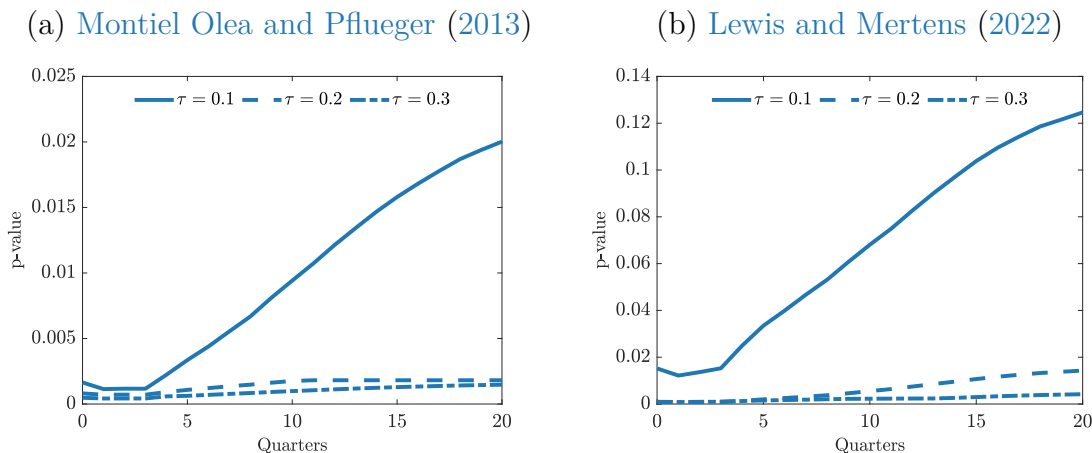 (a) Montiel Olea and Pflueger (2013)
0.025
0.02
0.015
0.01
0.005
0
p-value
τ = 0.1 τ = 0.2 τ = 0.3
0 5 10 15 20
Quarters
(b) Lewis and Mertens (2022)
0.14
0.12
0.1
0.08
0.06
0.04
0.02
0
p-value
τ = 0.1 τ = 0.2 τ = 0.3
0 5 10 15 20
Quarters